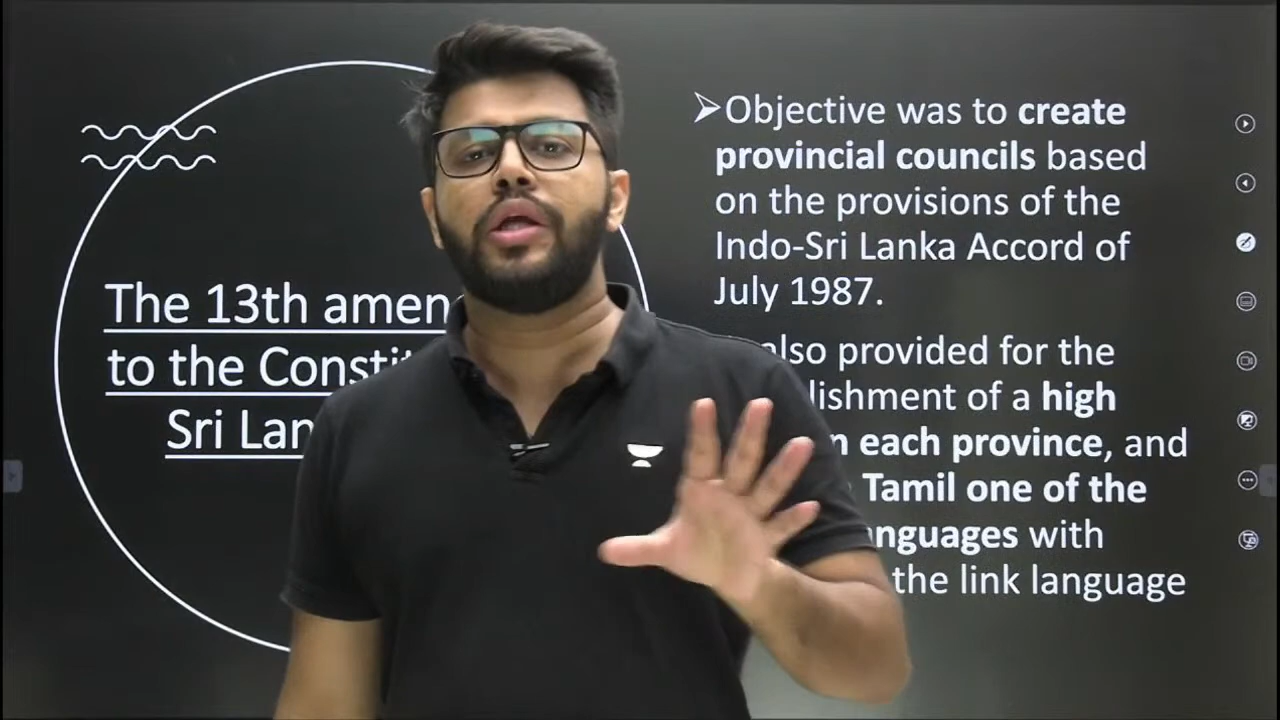 The 13th amen
to the Constit
Sri Lan
➤Objective was to create
provincial councils based
on the provisions of the
Indo-Sri Lanka Accord of
July 1987.
also provided for the
lishment of a high
n each province, and
Tamil one of the
nguages with
the link language